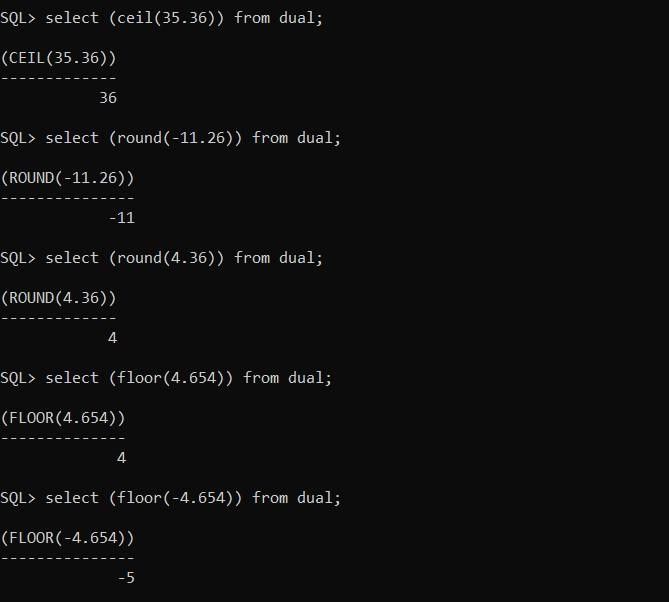 SQL> select (ceil(35.36)) from dual;
(CEIL(35.36))
-------------
36
SQL> select (round(-11.26)) from dual;
(ROUND(-11.26))
---------------
-11
SQL> select (round(4.36)) from dual;
(ROUND(4.36))
-------------
4
SQL> select (floor(4.654)) from dual;
(FLOOR(4.654))
--------------
4
SQL> select (floor(-4.654)) from dual;
(FLOOR(-4.654))
---------------
-5